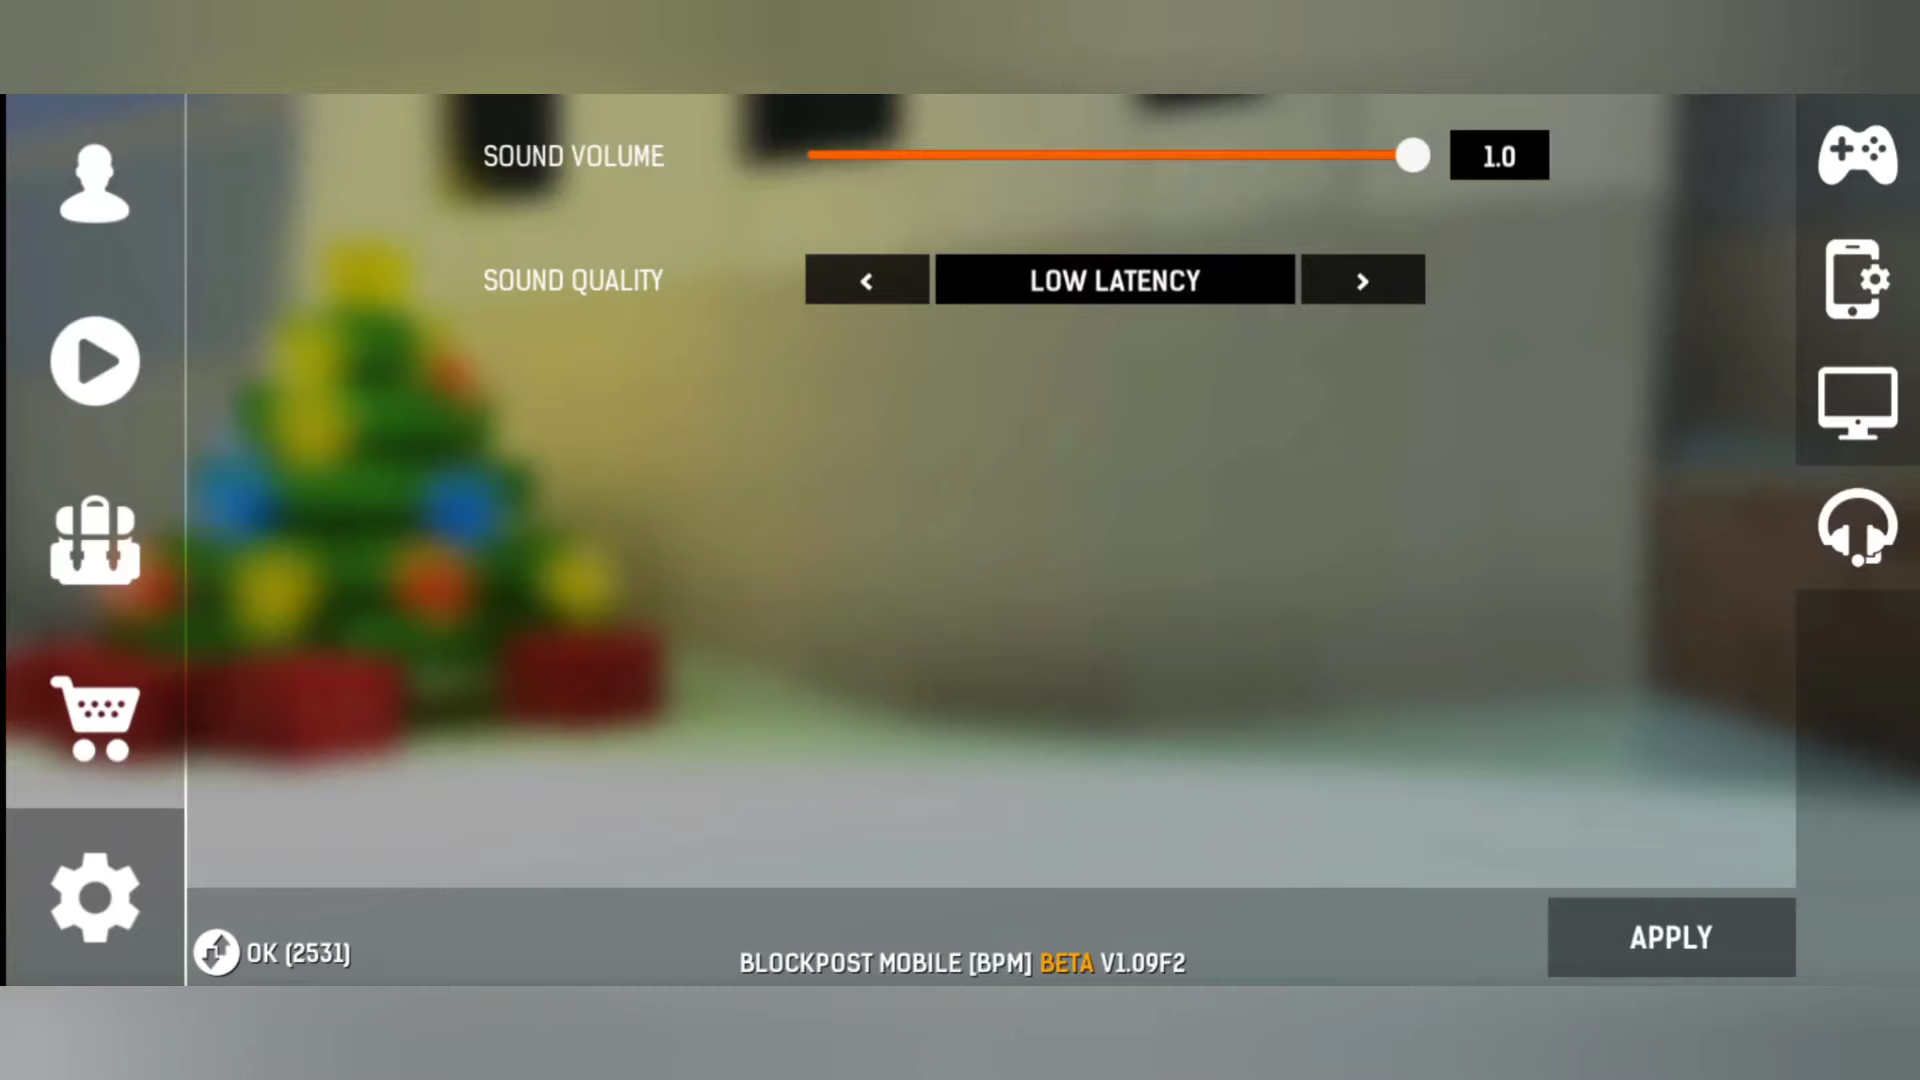 SOUND VOLUME
1.0
SOUND QUALITY
LOW LATENCY
OK (2531)
BLOCKPOST MOBILE [BPM] BETA V1.09F2
APPLY